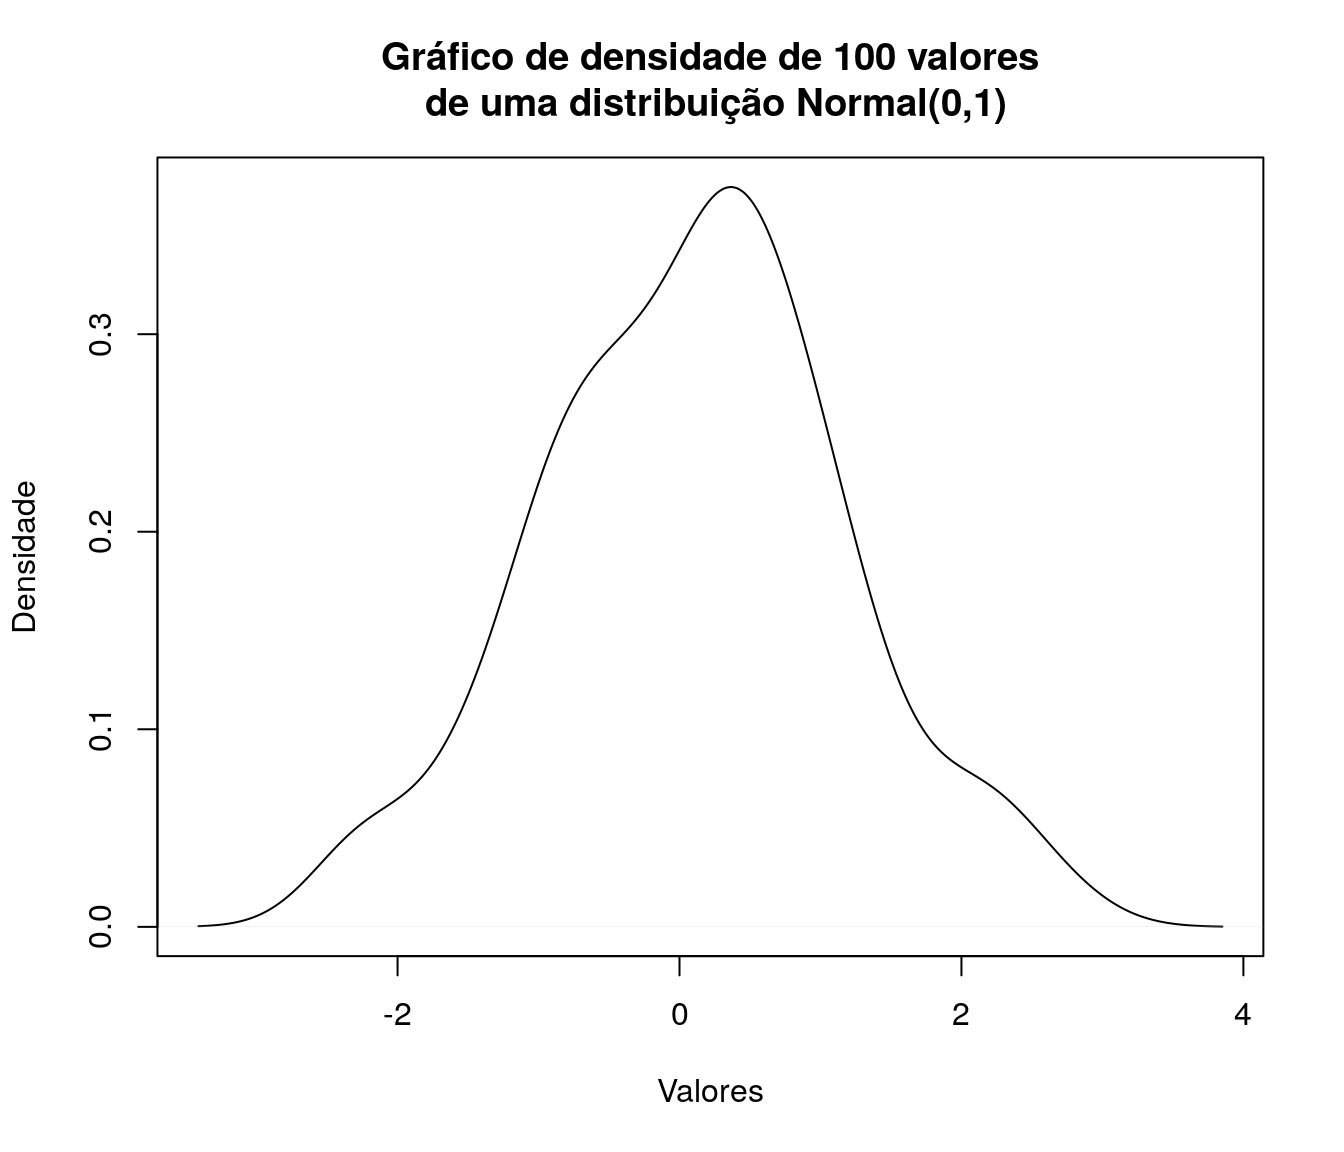 Gráfico de densidade de 100 valores
de uma distribuição Normal(0,1)
Densidade
0.3
0.2
0.1
0.0
-2 0 2 4
Valores